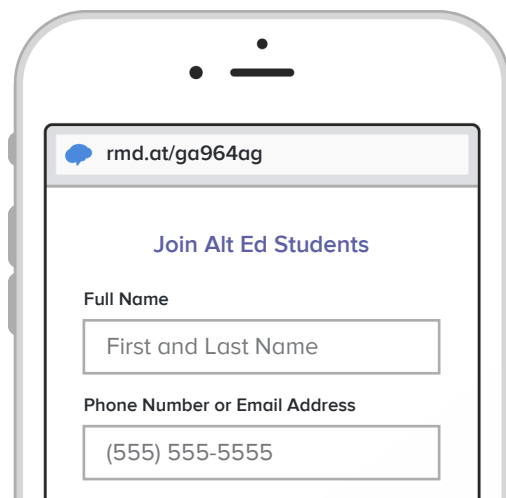 rmd.at/ga964ag
Join Alt Ed Students
Full Name
First and Last Name
Phone Number or Email Address
(555) 555-5555